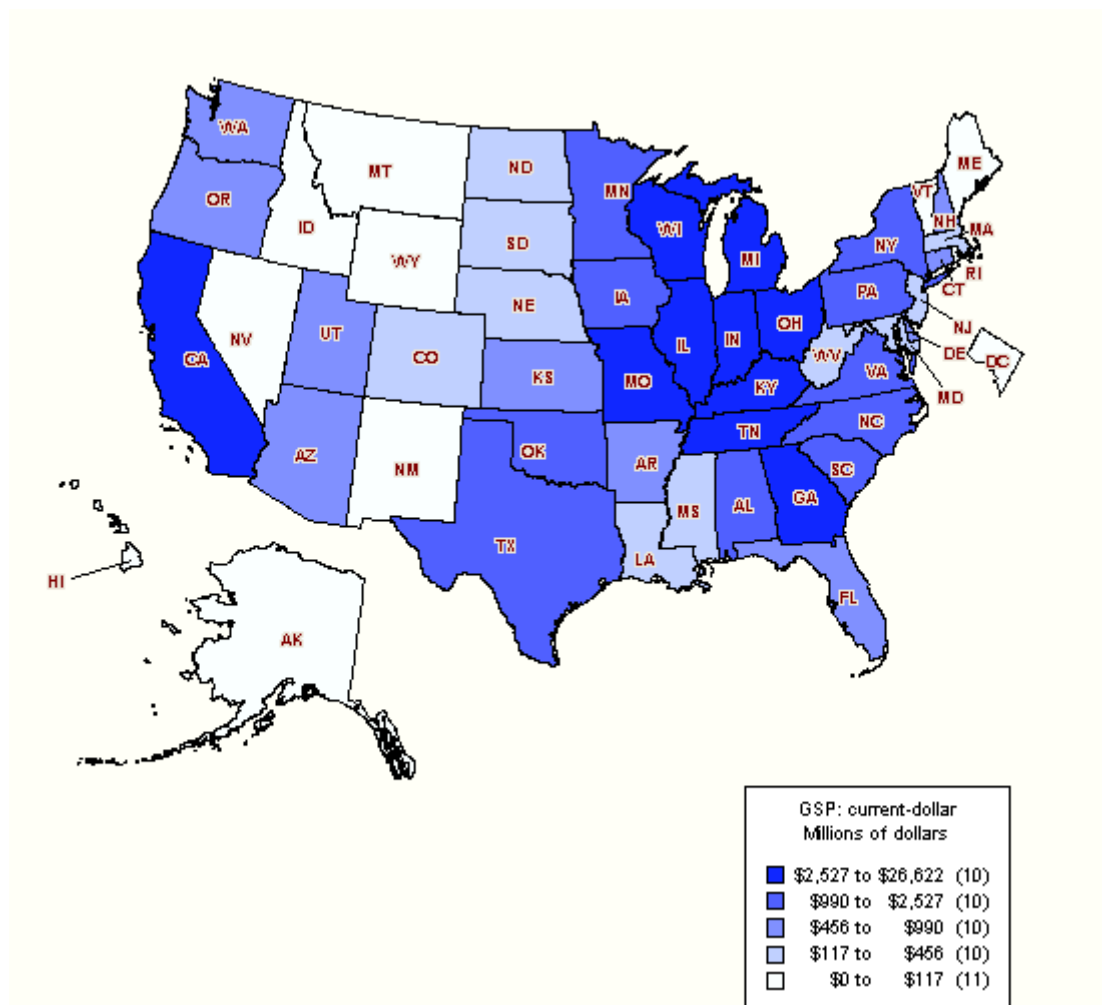 WA
MT
ND
ME
VT
MN
OR
NH
MA
ID
SD
WI
NY
MI
RI
WY
CT
PA
IA
NE
NJ
OH
UT
NV
IL
IN
DE
CO
WV
DC
CA
KS
MO
VA
KY
MD
NC
TN
OK
AZ
AR
SC
NM
GA
MS
AL
TX
LA
HI
FL
AK
GSP: current-dollar
Millions of dollars
$2,527 to $26,622 (10)
$990 to $2,527 (10)
$456 to $990 (10)
$117 to $456 (10)
$0 to $117 (11)